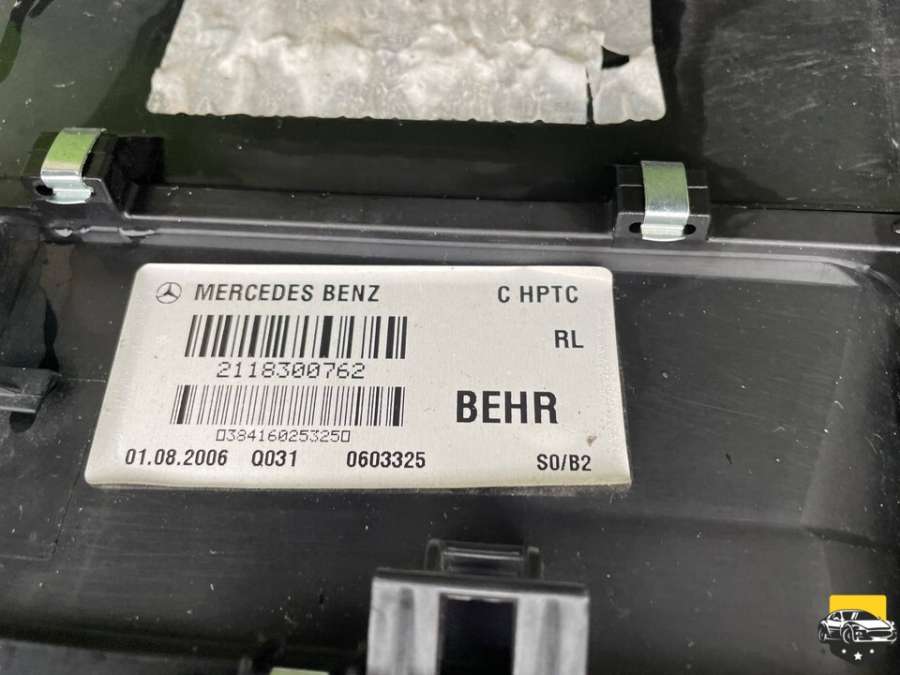 MERCEDES BENZ C HPTC
RL
2118300762
BEHR
0384160253250
01.08.2006 Q031 0603325 S0/B2